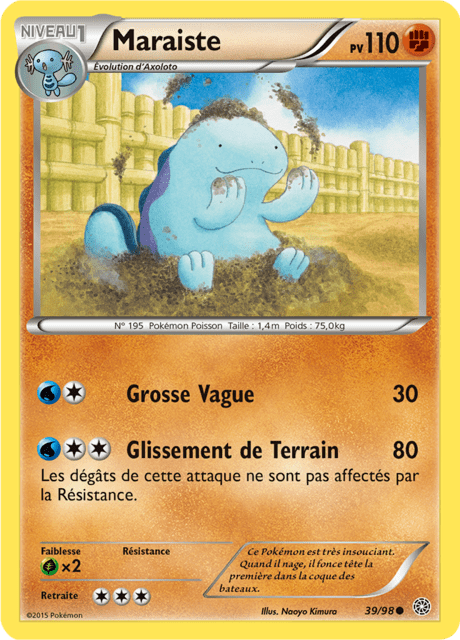 NIVEAU 1
Maraiste
PV 110
Évolution d'Axoloto
N° 195 Pokémon Poisson Taille : 1,4m Poids : 75,0kg
Grosse Vague 30
Glissement de Terrain 80
Les dégâts de cette attaque ne sont pas affectés par
la Résistance.
Faiblesse Résistance
×2
Retraite
Ce Pokémon est très insouciant.
Quand il nage, il fonce tête la
première dans la coque des
bateaux.
©2015 Pokémon
Illus. Naoyo Kimura
39/98